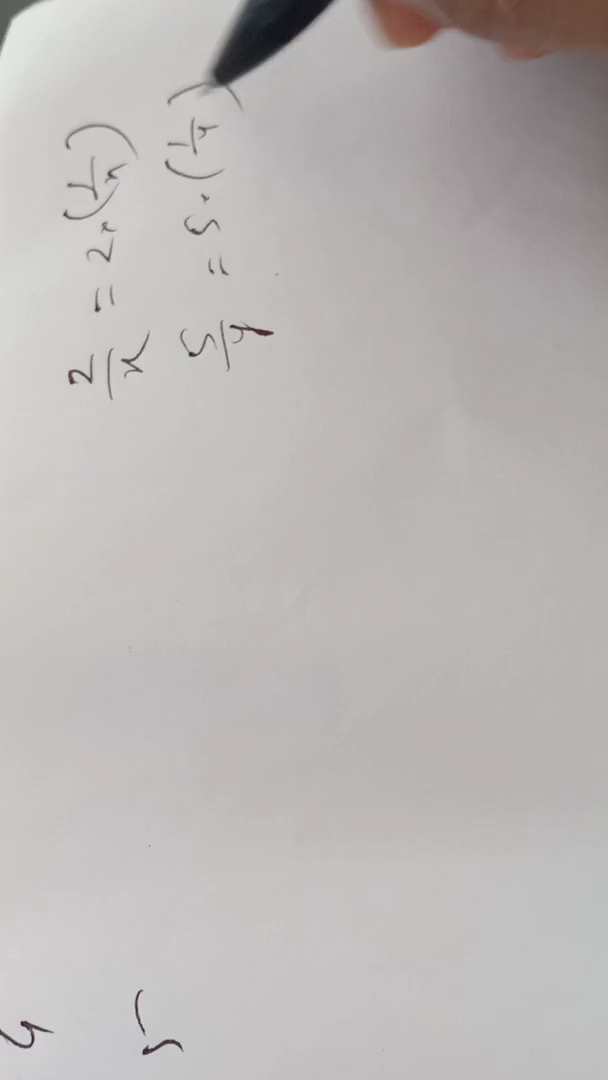 2/x = 2 · (1/x)
5/y = 5 · (1/y)